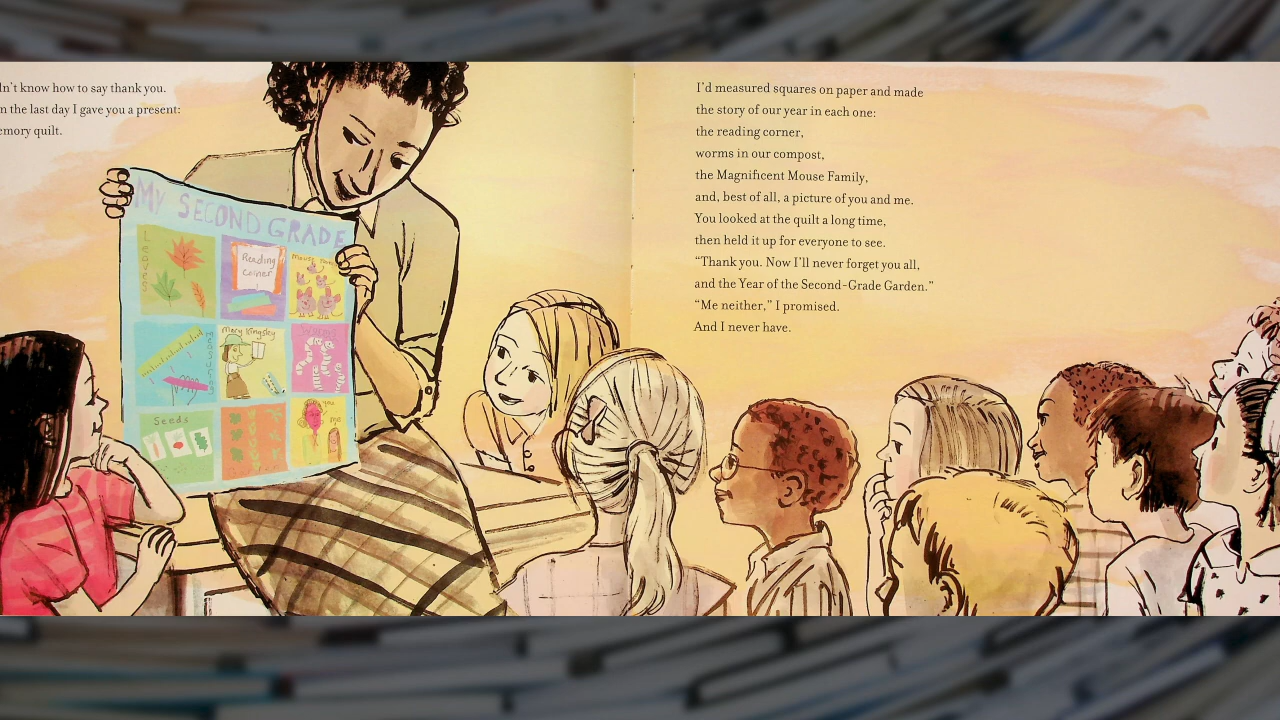 n't know how to say thank you.
n the last day I gave you a present:
emory quilt.
MY SECOND GRADE
Leaves
Reading
corner
Mouse
Mary Kingsley
Seeds
you
me
I'd measured squares on paper and made
the story of our year in each one:
the reading corner,
worms in our compost,
the Magnificent Mouse Family,
and, best of all, a picture of you and me.
You looked at the quilt a long time,
then held it up for everyone to see.
“Thank you. Now I'll never forget you all,
and the Year of the Second-Grade Garden.”
“Me neither,” I promised.
And I never have.